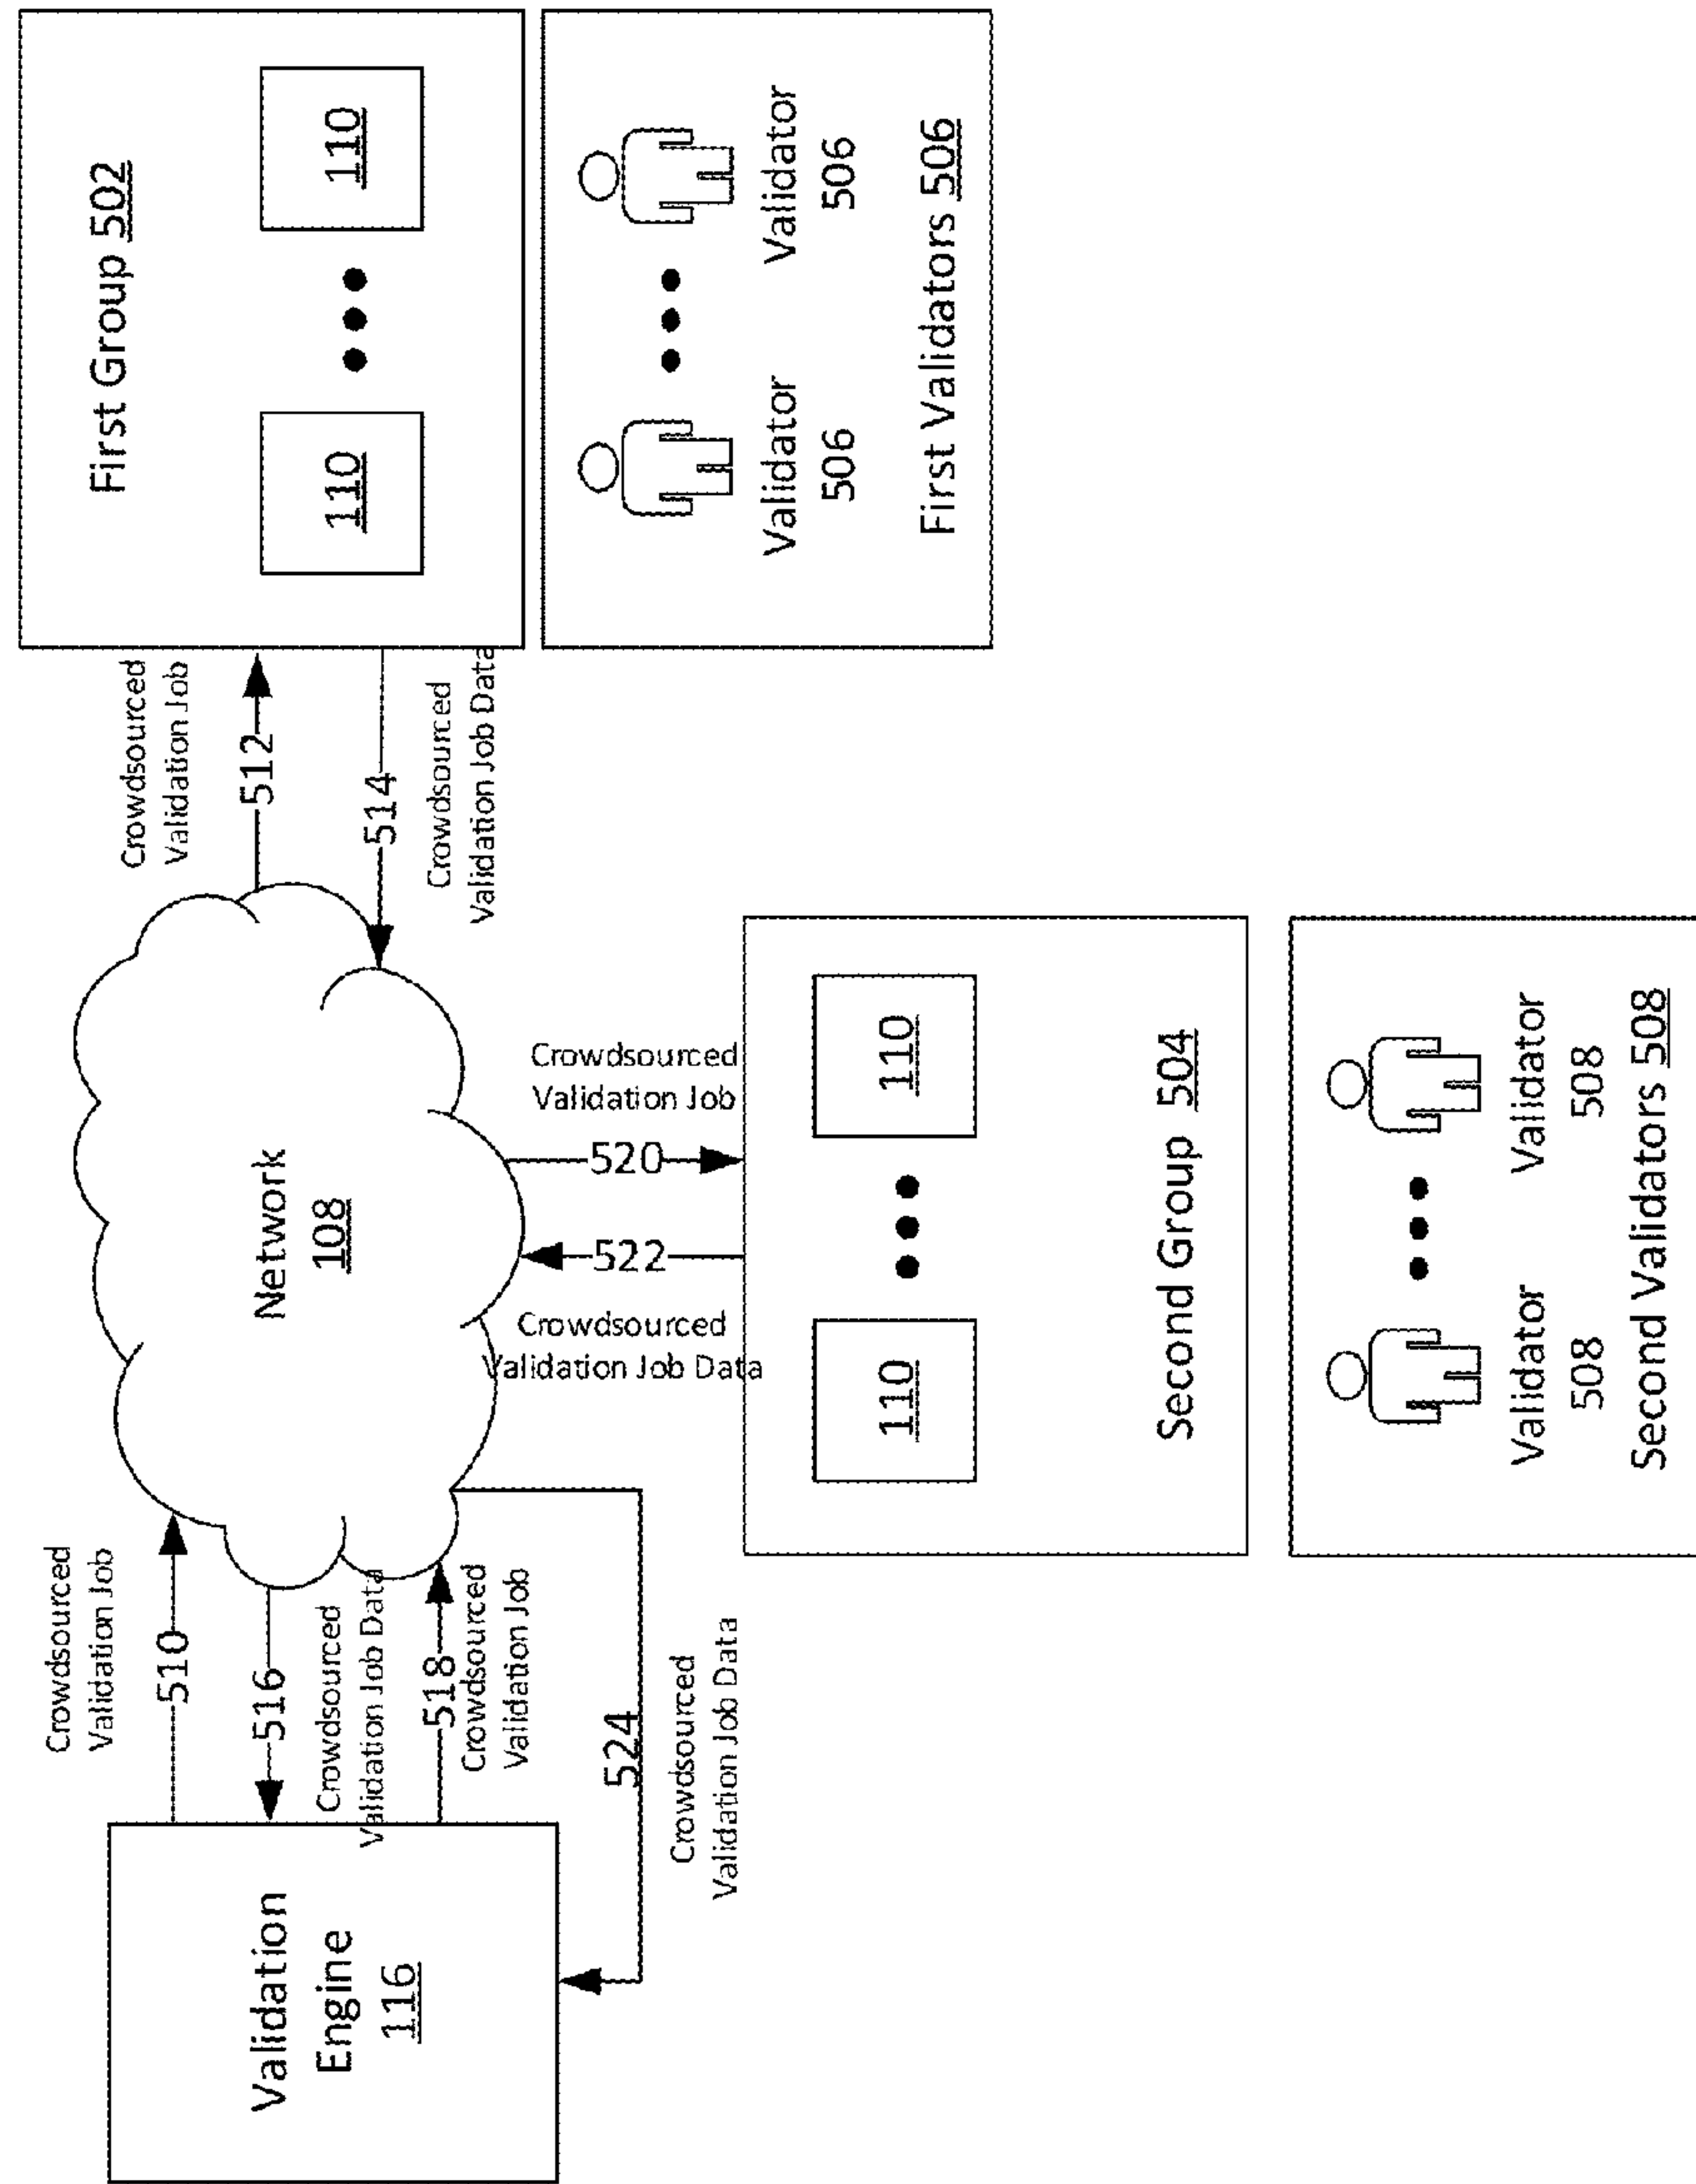 Validation
Engine
116
Crowdsourced
Validation Job
510
516
Crowdsourced
Validation Job Data
518
Crowdsourced
Validation Job
524
Crowdsourced
Validation Job Data
Network
108
Crowdsourced
Validation Job
512
514
Crowdsourced
Validation Job Data
Crowdsourced
Validation Job
520
522
Crowdsourced
Validation Job Data
First Group 502
110
110
Validator
506
Validator
506
First Validators 506
110
110
Second Group 504
Validator
508
Validator
508
Second Validators 508